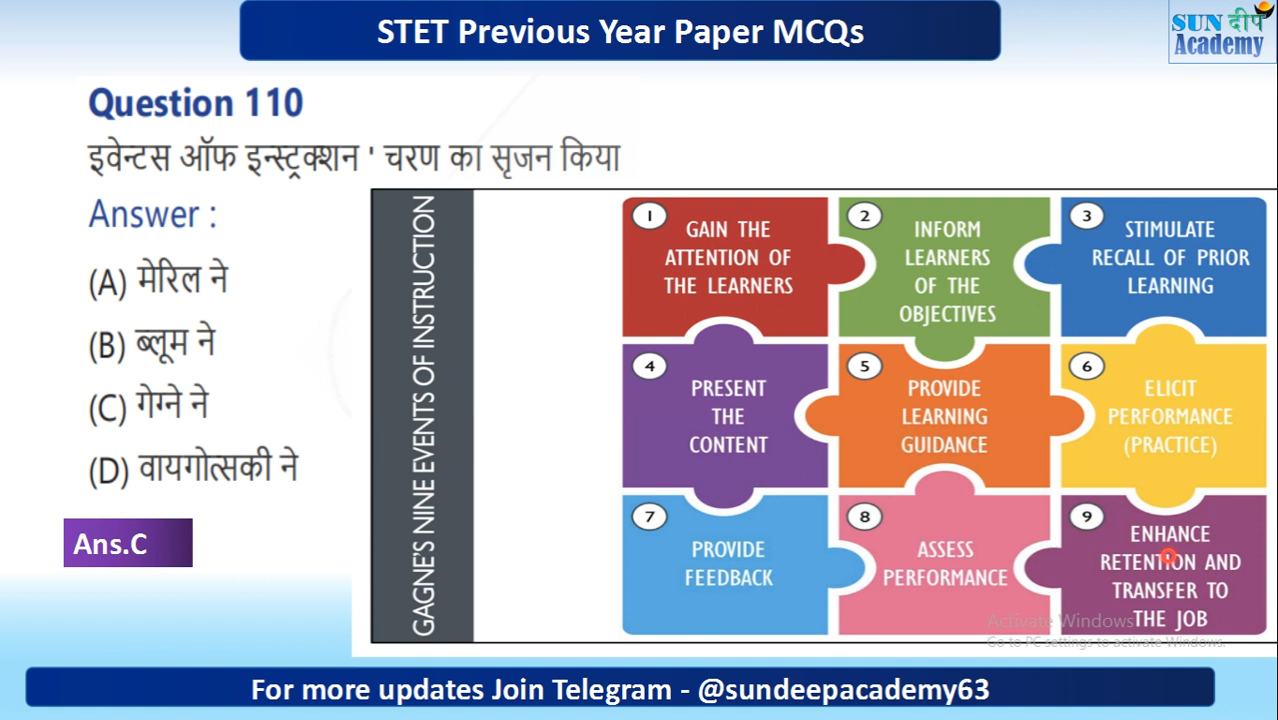 STET Previous Year Paper MCQs
SUN दीप
Academy
Question 110
इवेन्टस ऑफ इन्स्ट्रक्शन ' चरण का सृजन किया
Answer :
(A) मेरिल ने
(B) ब्लूम ने
(C) गेग्ने ने
(D) वायगोत्सकी ने
Ans.C
GAGNE'S NINE EVENTS OF INSTRUCTION
1
GAIN THE
ATTENTION OF
THE LEARNERS
2
INFORM
LEARNERS
OF THE
OBJECTIVES
3
STIMULATE
RECALL OF PRIOR
LEARNING
4
PRESENT
THE
CONTENT
5
PROVIDE
LEARNING
GUIDANCE
6
ELICIT
PERFORMANCE
(PRACTICE)
7
PROVIDE
FEEDBACK
8
ASSESS
PERFORMANCE
9
ENHANCE
RETENTION AND
TRANSFER TO
THE JOB
Activate Windows
Go to PC settings to activate Windows.
For more updates Join Telegram - @sundeepacademy63